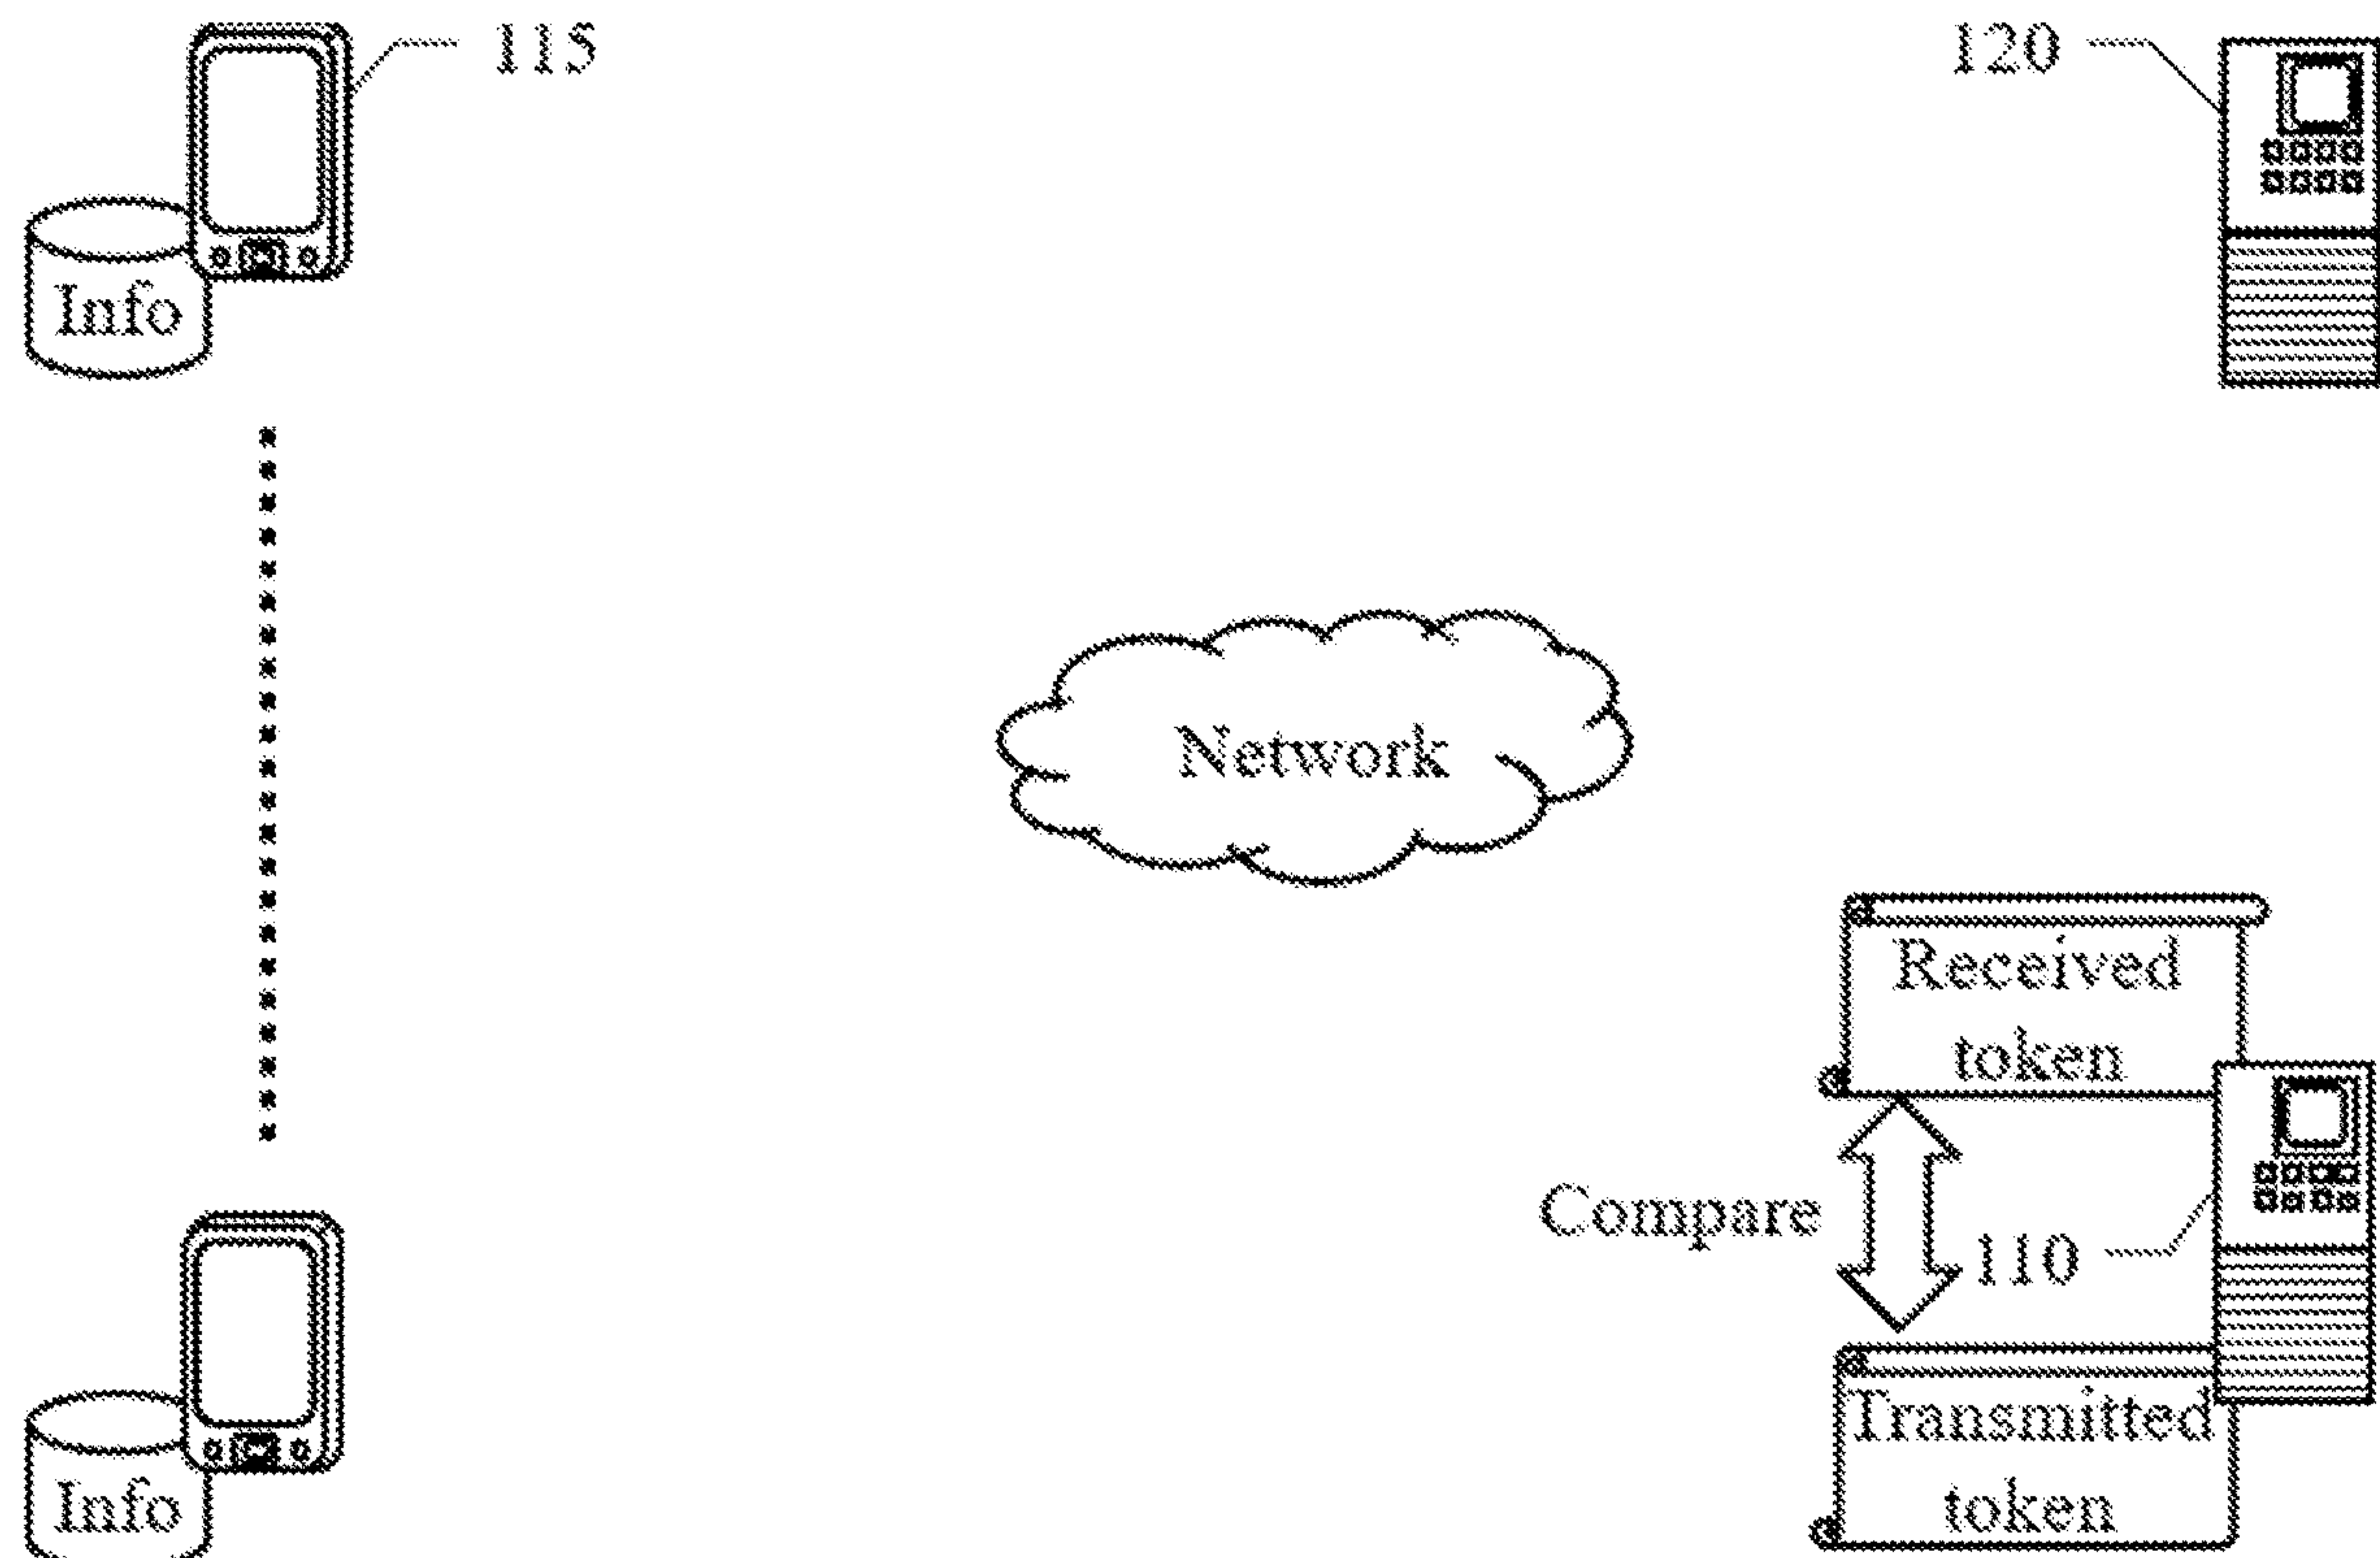 115
120
Info
Network
Received
token
Compare
110
Transmitted
token
Info